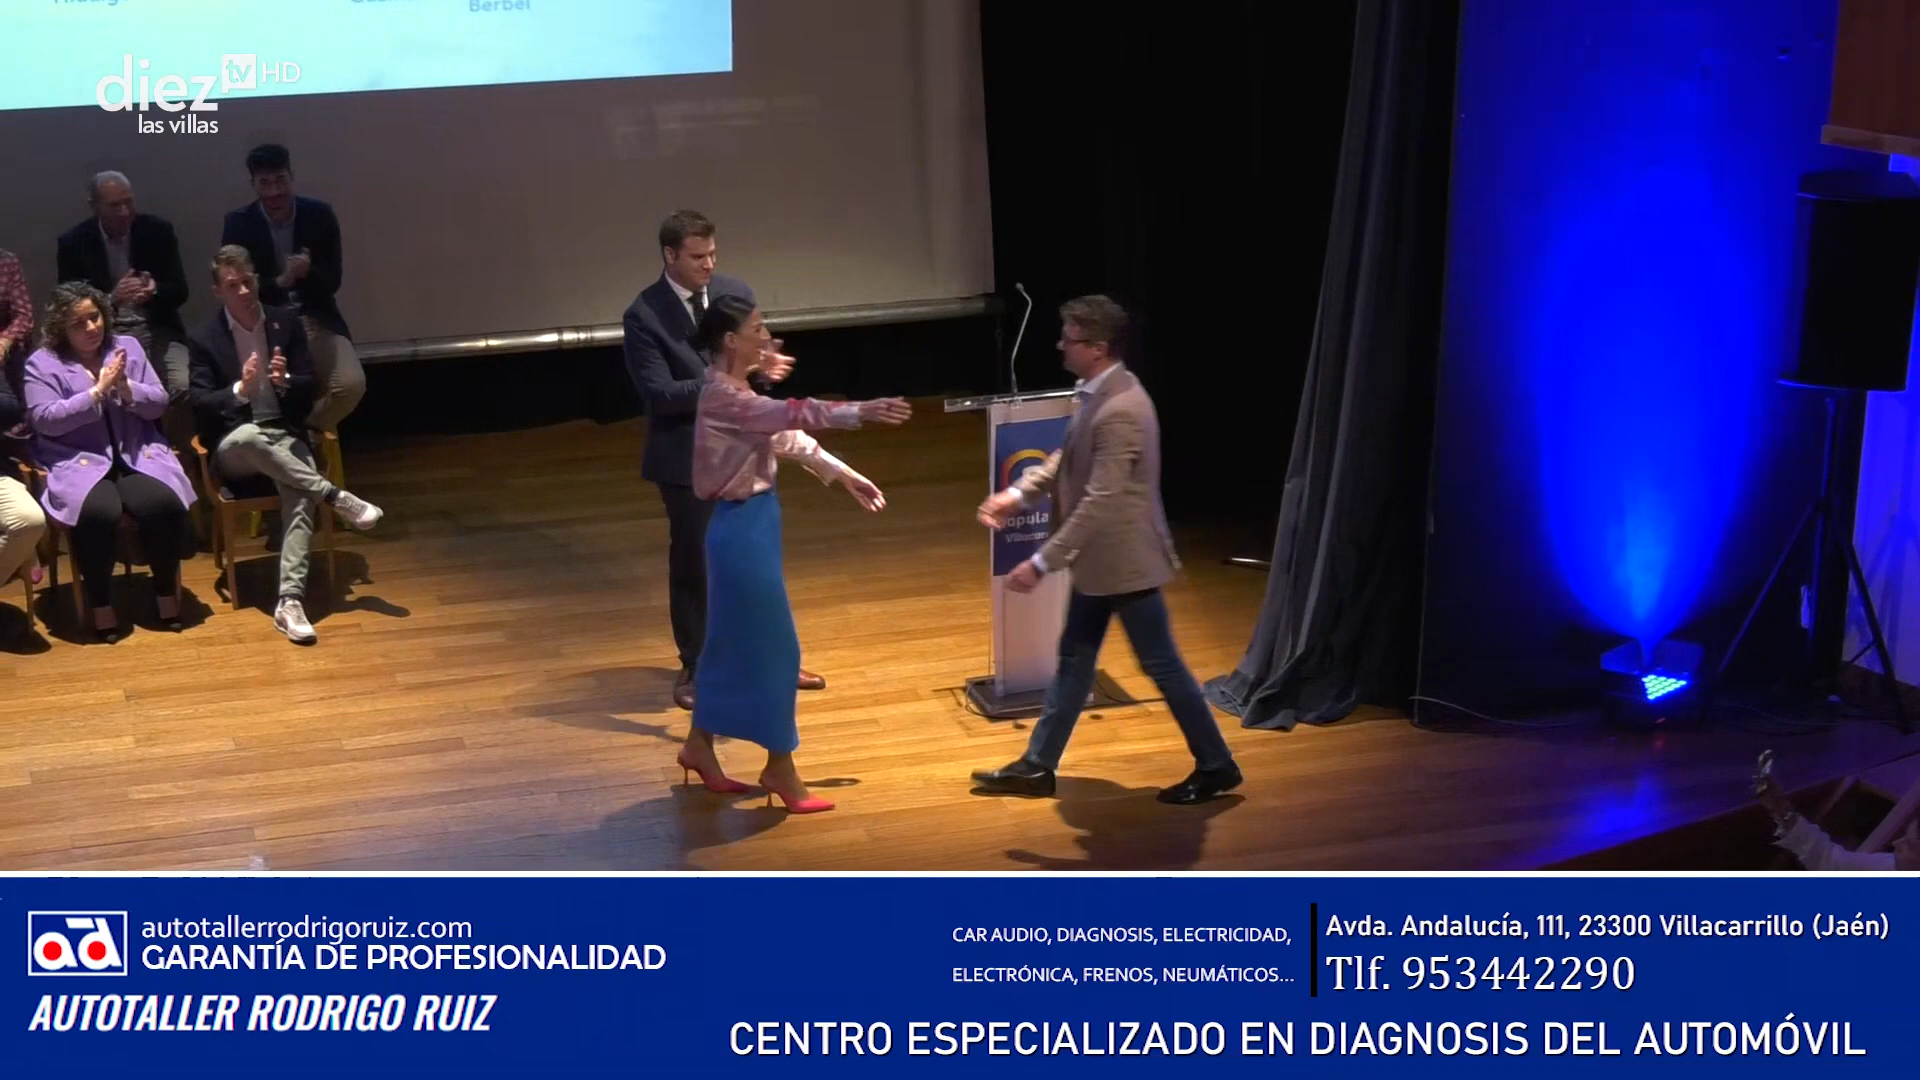 Berbel
diez tv HD
las villas
autotallerrodrigoruiz.com
GARANTÍA DE PROFESIONALIDAD
AUTOTALLER RODRIGO RUIZ
CAR AUDIO, DIAGNOSIS, ELECTRICIDAD,
ELECTRÓNICA, FRENOS, NEUMÁTICOS...
Avda. Andalucía, 111, 23300 Villacarrillo (Jaén)
Tlf. 953442290
CENTRO ESPECIALIZADO EN DIAGNOSIS DEL AUTOMÓVIL